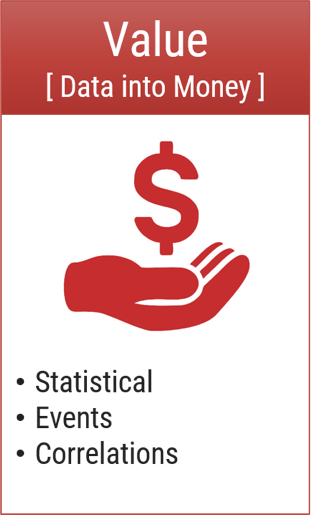 Value
[ Data into Money ]
$
• Statistical
• Events
• Correlations